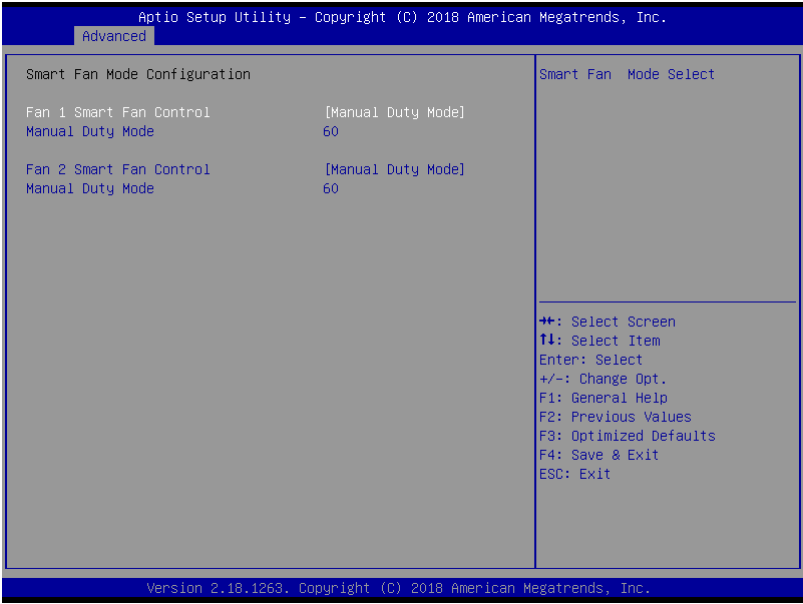 Aptio Setup Utility – Copyright (C) 2018 American Megatrends, Inc.
Advanced
Smart Fan Mode Configuration
Fan 1 Smart Fan Control [Manual Duty Mode]
Manual Duty Mode 60
Fan 2 Smart Fan Control [Manual Duty Mode]
Manual Duty Mode 60
Smart Fan Mode Select
→←: Select Screen
↑↓: Select Item
Enter: Select
+/-: Change Opt.
F1: General Help
F2: Previous Values
F3: Optimized Defaults
F4: Save & Exit
ESC: Exit
Version 2.18.1263. Copyright (C) 2018 American Megatrends, Inc.